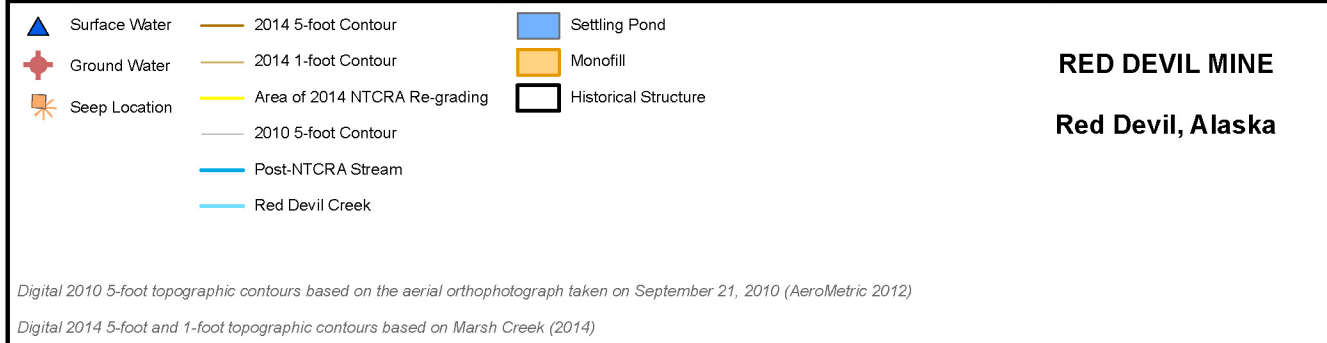 Surface Water
Ground Water
Seep Location
2014 5-foot Contour
2014 1-foot Contour
Area of 2014 NTCRA Re-grading
2010 5-foot Contour
Post-NTCRA Stream
Red Devil Creek
Settling Pond
Monofill
Historical Structure
RED DEVIL MINE
Red Devil, Alaska
Digital 2010 5-foot topographic contours based on the aerial orthophotograph taken on September 21, 2010 (AeroMetric 2012)
Digital 2014 5-foot and 1-foot topographic contours based on Marsh Creek (2014)